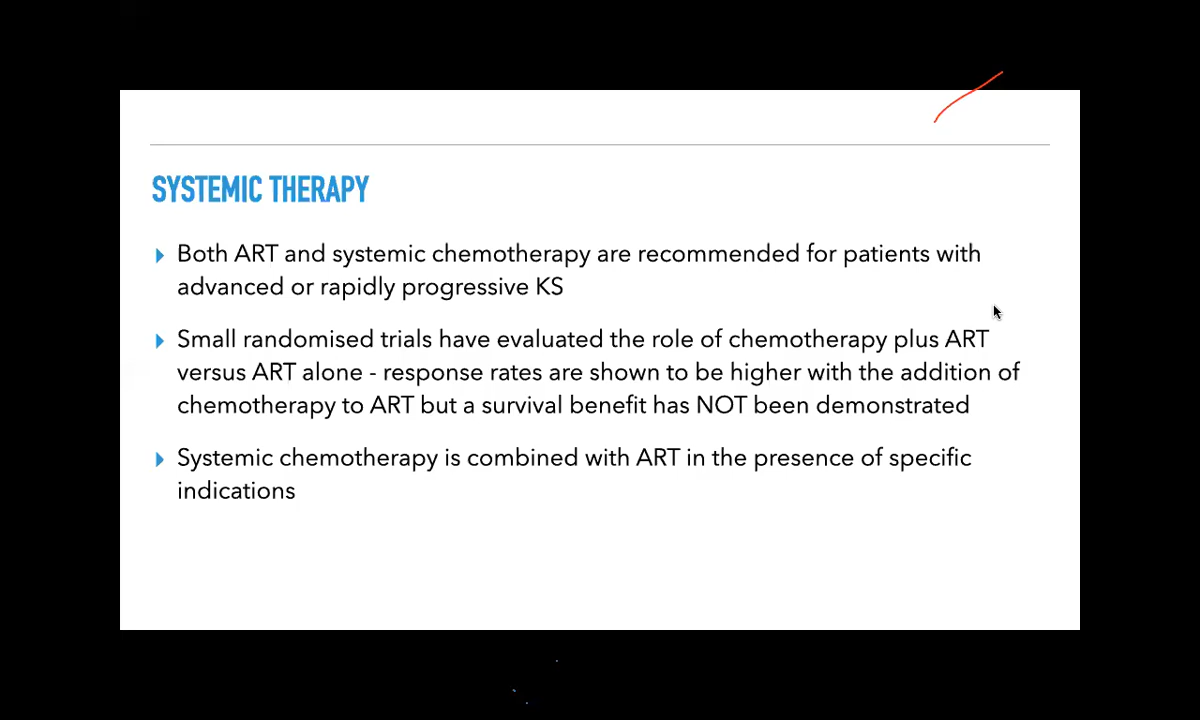 SYSTEMIC THERAPY
Both ART and systemic chemotherapy are recommended for patients with
advanced or rapidly progressive KS
Small randomised trials have evaluated the role of chemotherapy plus ART
versus ART alone - response rates are shown to be higher with the addition of
chemotherapy to ART but a survival benefit has NOT been demonstrated
Systemic chemotherapy is combined with ART in the presence of specific
indications